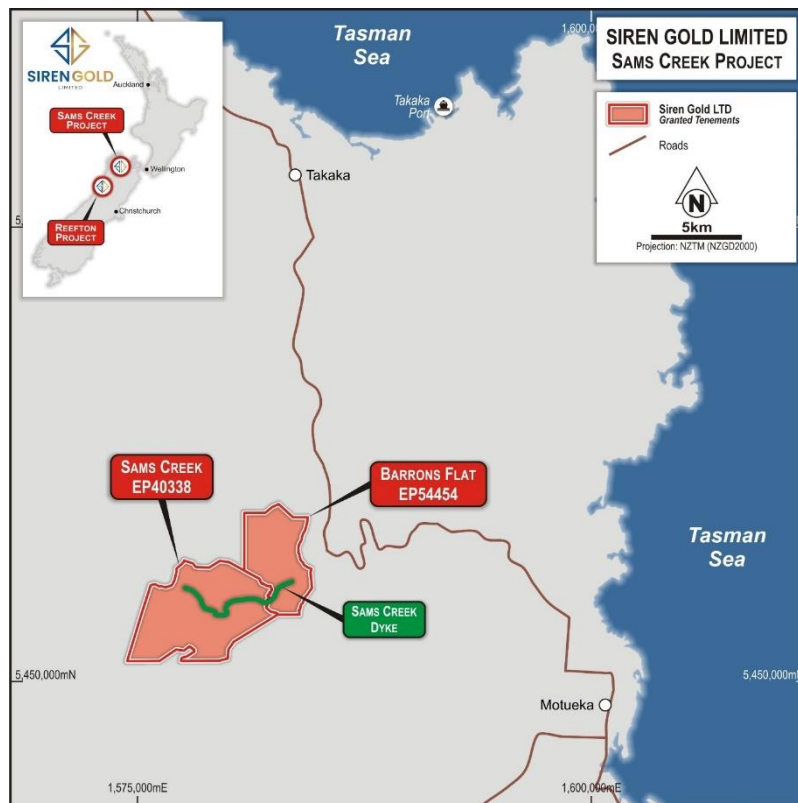 SIREN GOLD
LIMITED
Auckland
SAMS CREEK
PROJECT
Wellington
Christchurch
REEFTON
PROJECT
Tasman
Sea
1,600,0
SIREN GOLD LIMITED
SAMS CREEK PROJECT
Siren Gold LTD
Granted Tenements
Roads
N
5km
Projection: NZTM (NZGD2000)
Takaka
Port
Takaka
5,
SAMS CREEK
EP40338
BARRONS FLAT
EP54454
SAMS CREEK
DYKE
Tasman
Sea
5,450,000mN
5,450,000m
Motueka
1,575,000mE
1,600,000mE